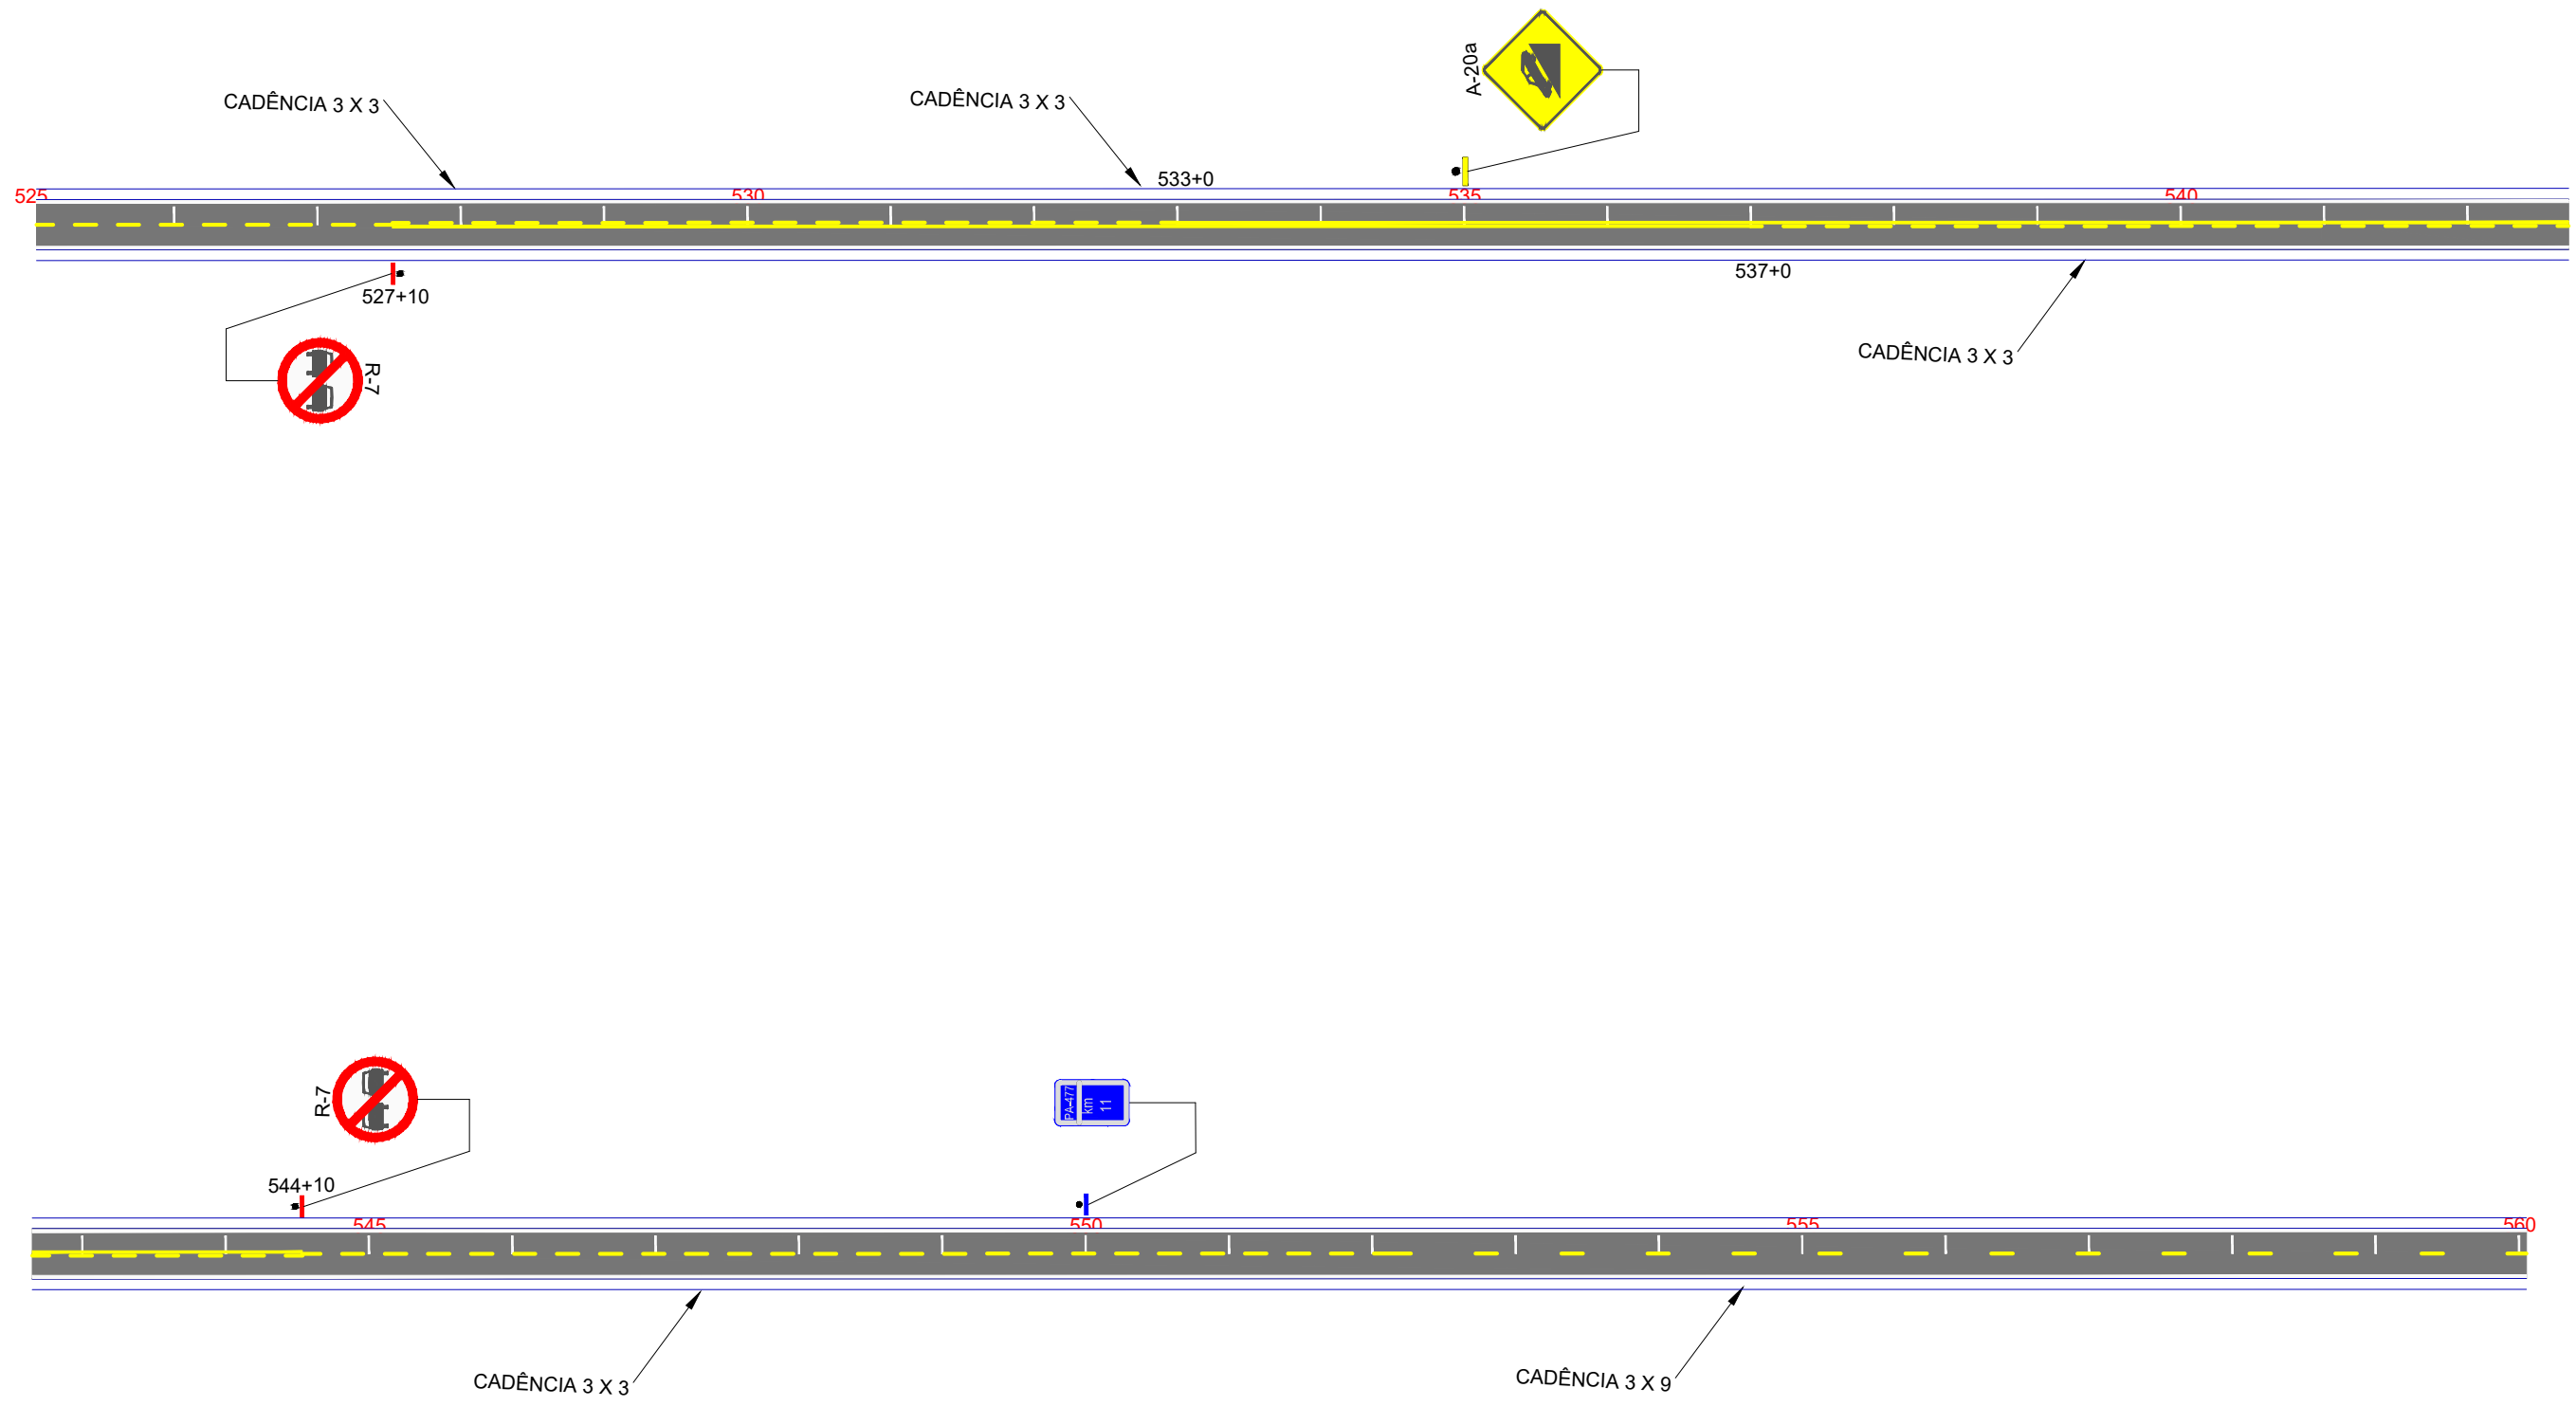 A-20a
CADÊNCIA 3 X 3
CADÊNCIA 3 X 3
533+0
525
530
535
540
527+10
537+0
CADÊNCIA 3 X 3
R-7
R-7
PA-477
km
11
544+10
545
550
555
560
CADÊNCIA 3 X 3
CADÊNCIA 3 X 9